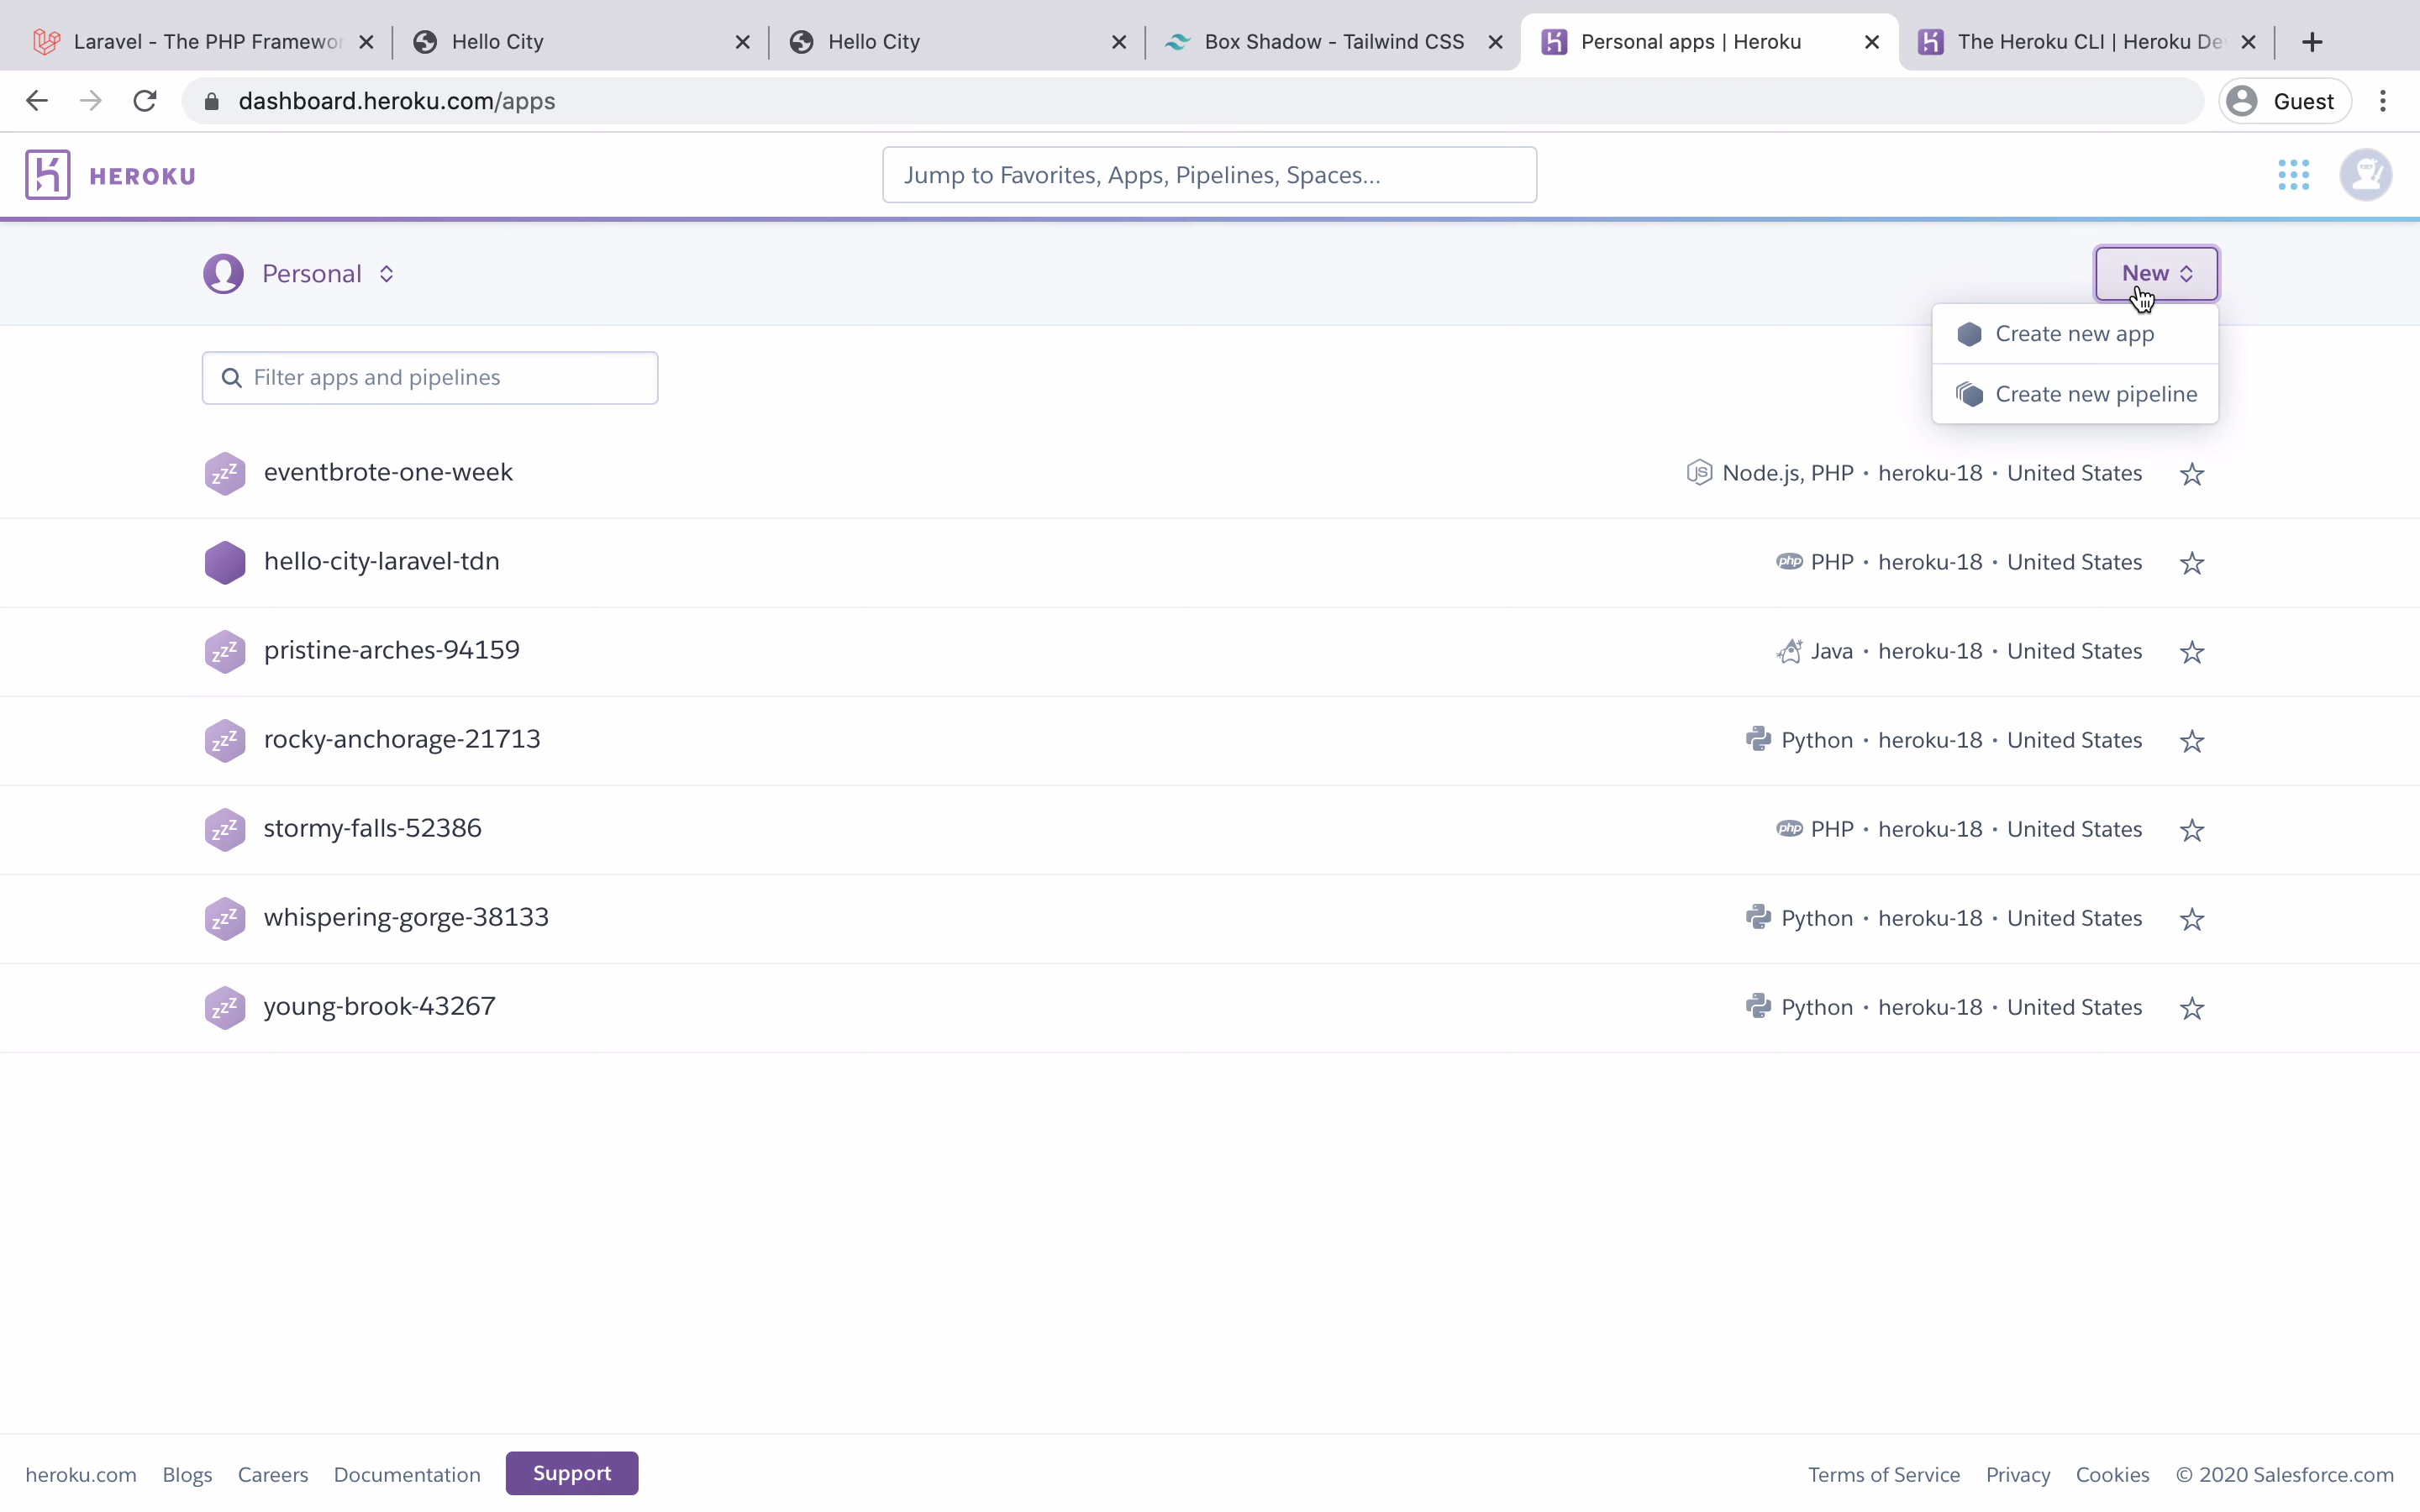 Laravel - The PHP Framewor
Hello City
Hello City
Box Shadow - Tailwind CSS
Personal apps | Heroku
The Heroku CLI | Heroku De
dashboard.heroku.com/apps
Guest
HEROKU
Jump to Favorites, Apps, Pipelines, Spaces...
Personal
New
Create new app
Create new pipeline
Filter apps and pipelines
eventbrote-one-week
Node.js, PHP • heroku-18 • United States
hello-city-laravel-tdn
php PHP • heroku-18 • United States
pristine-arches-94159
Java • heroku-18 • United States
rocky-anchorage-21713
Python • heroku-18 • United States
stormy-falls-52386
php PHP • heroku-18 • United States
whispering-gorge-38133
Python • heroku-18 • United States
young-brook-43267
Python • heroku-18 • United States
heroku.com Blogs Careers Documentation Support
Terms of Service Privacy Cookies © 2020 Salesforce.com